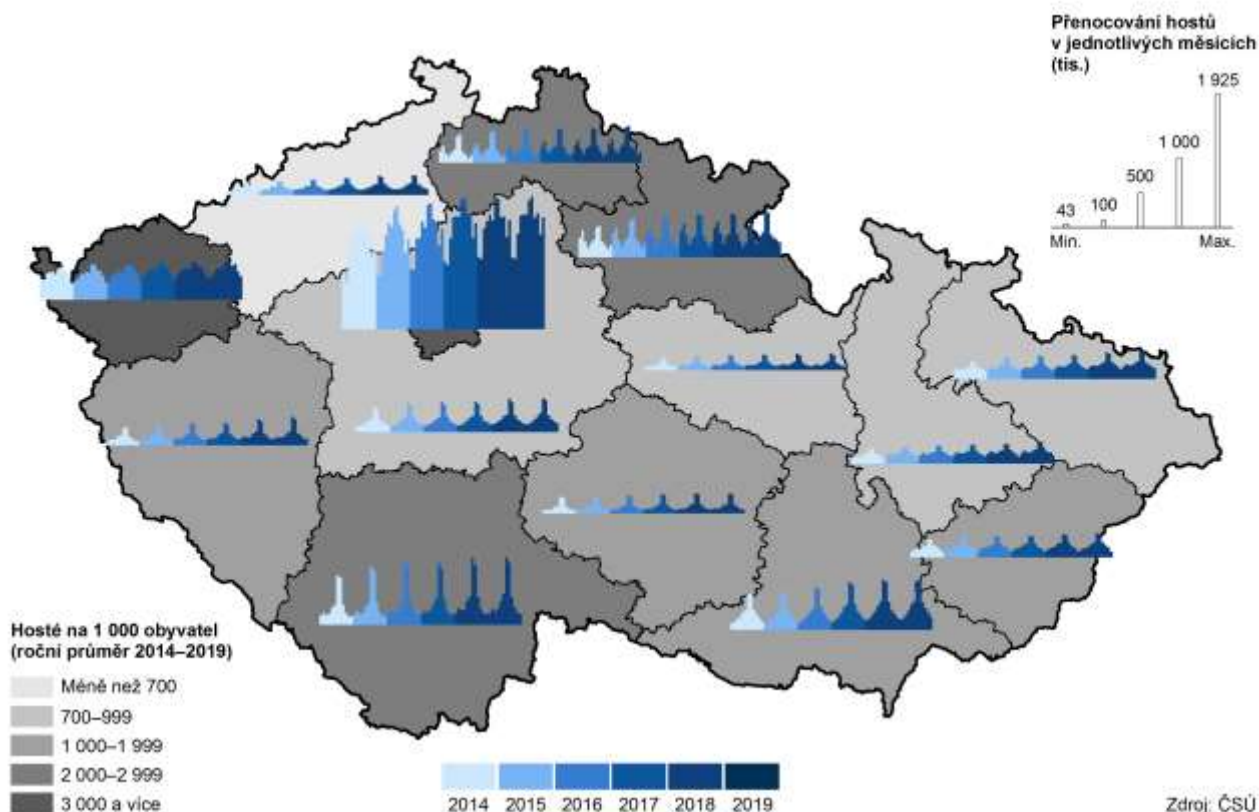 Přenocování hostů
v jednotlivých měsících
(tis.)
1 925
1 000
500
100
43
Min.
Max.
Hosté na 1 000 obyvatel
(roční průměr 2014–2019)
Méně než 700
700–999
1 000–1 999
2 000–2 999
3 000 a více
2014 2015 2016 2017 2018 2019
Zdroj: ČSÚ